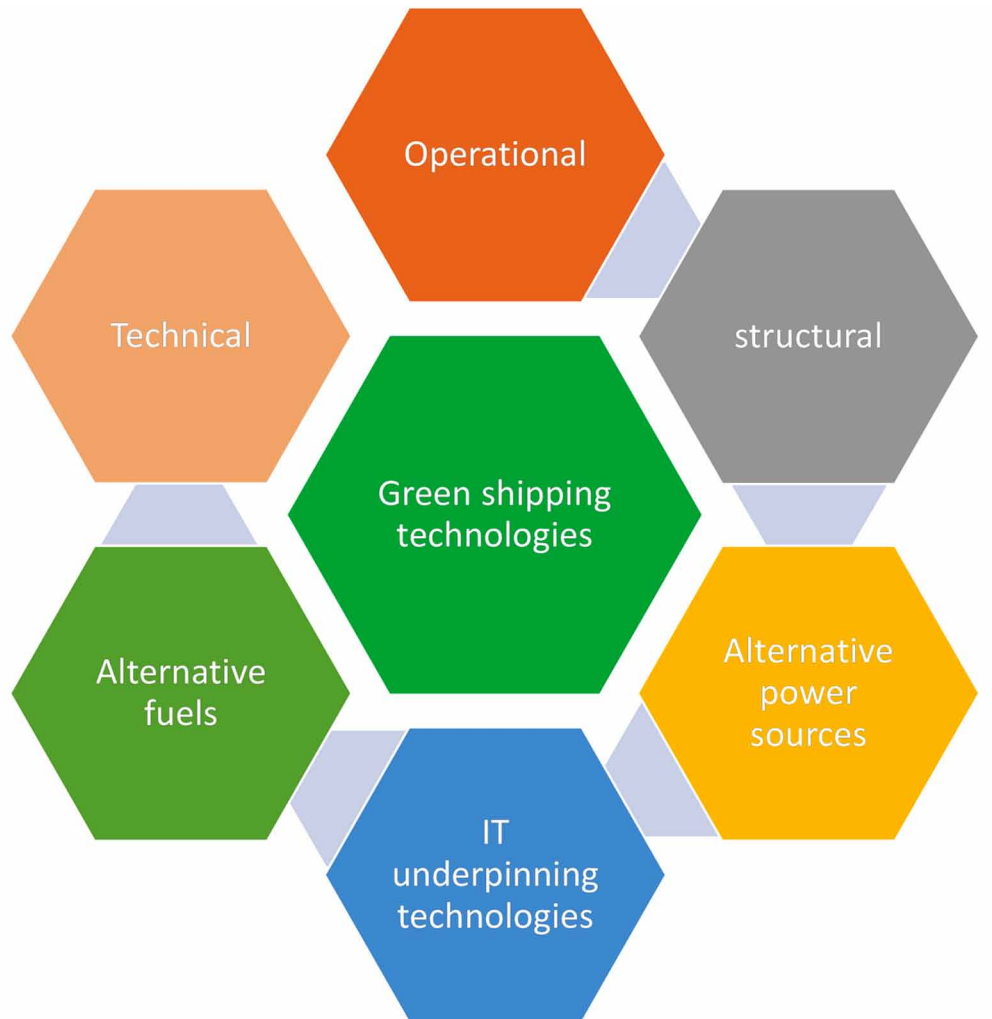 Operational
Technical
structural
Green shipping
technologies
Alternative
fuels
Alternative
power
sources
IT
underpinning
technologies